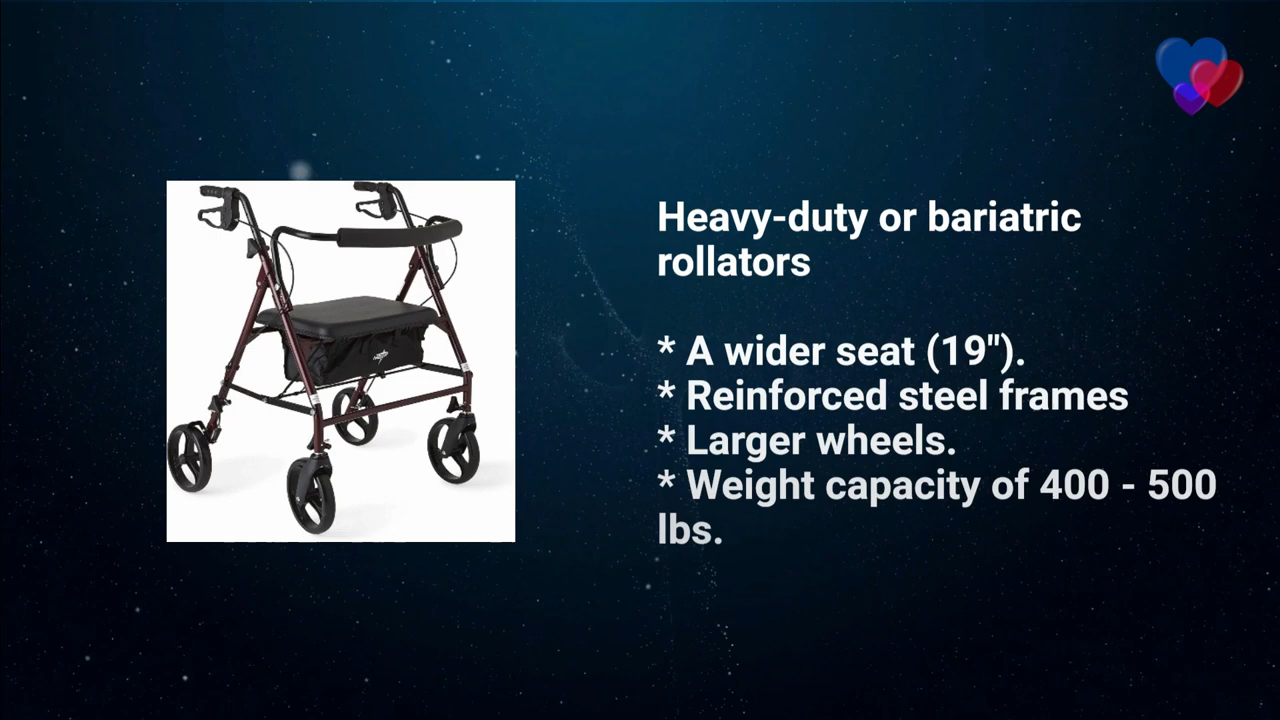 Heavy-duty or bariatric
rollators
* A wider seat (19").
* Reinforced steel frames
* Larger wheels.
* Weight capacity of 400 - 500
lbs.